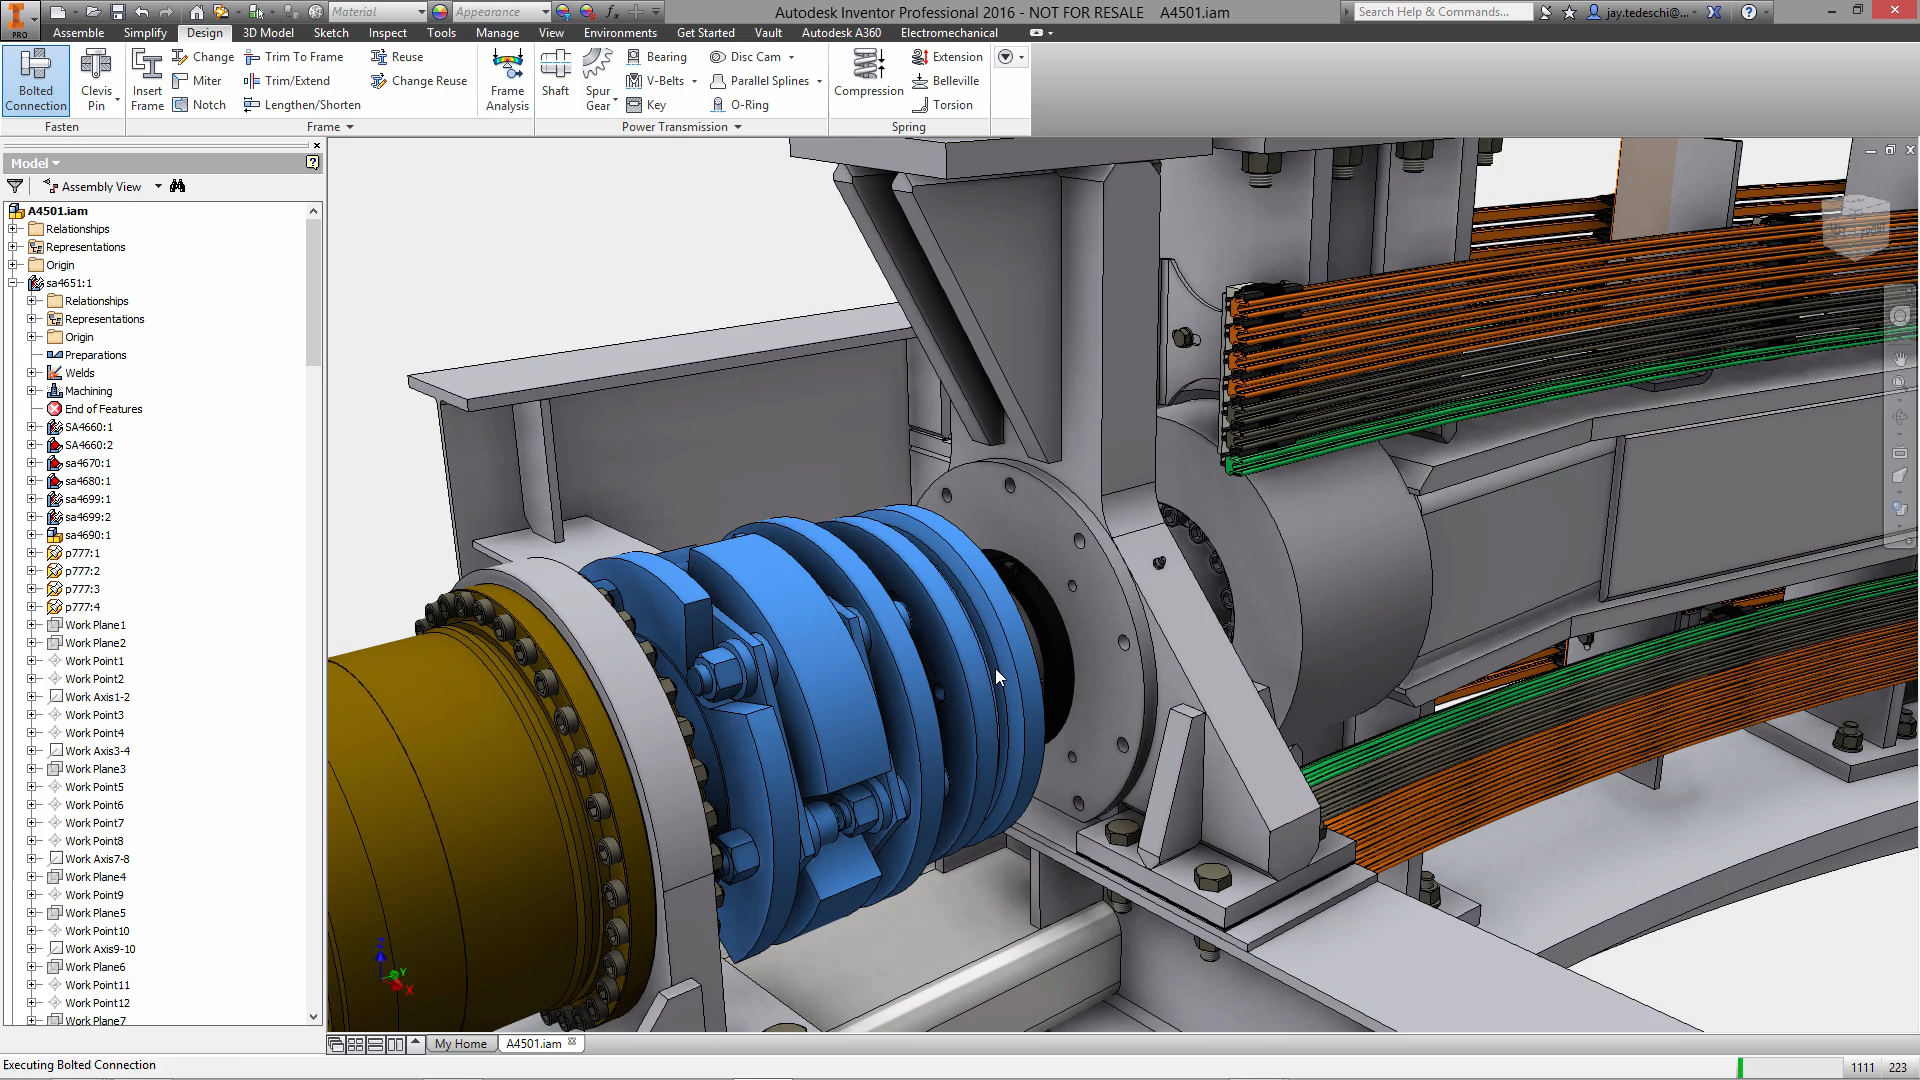 Material
Appearance
Autodesk Inventor Professional 2016 - NOT FOR RESALE A4501.iam
Search Help & Commands...
jay.tedeschi@...
PRO
Assemble Simplify Design 3D Model Sketch Inspect Tools Manage View Environments Get Started Vault Autodesk A360 Electromechanical
Bolted Connection
Clevis Pin
Insert Frame
Change
Miter
Notch
Trim To Frame
Trim/Extend
Lengthen/Shorten
Reuse
Change Reuse
Frame Analysis
Shaft
Spur Gear
Bearing
V-Belts
Key
Disc Cam
Parallel Splines
O-Ring
Compression
Extension
Belleville
Torsion
Fasten
Frame
Power Transmission
Spring
Model
Assembly View
A4501.iam
Relationships
Representations
Origin
sa4651:1
Relationships
Representations
Origin
Preparations
Welds
Machining
End of Features
SA4660:1
SA4660:2
sa4670:1
sa4680:1
sa4699:1
sa4699:2
sa4690:1
p777:1
p777:2
p777:3
p777:4
Work Plane1
Work Plane2
Work Point1
Work Point2
Work Axis1-2
Work Point3
Work Point4
Work Axis3-4
Work Plane3
Work Point5
Work Point6
Work Point7
Work Point8
Work Axis7-8
Work Plane4
Work Point9
Work Plane5
Work Point10
Work Axis9-10
Work Plane6
Work Point11
Work Point12
Work Plane7
Z
Y
X
My Home
A4501.iam
Executing Bolted Connection
1111 223